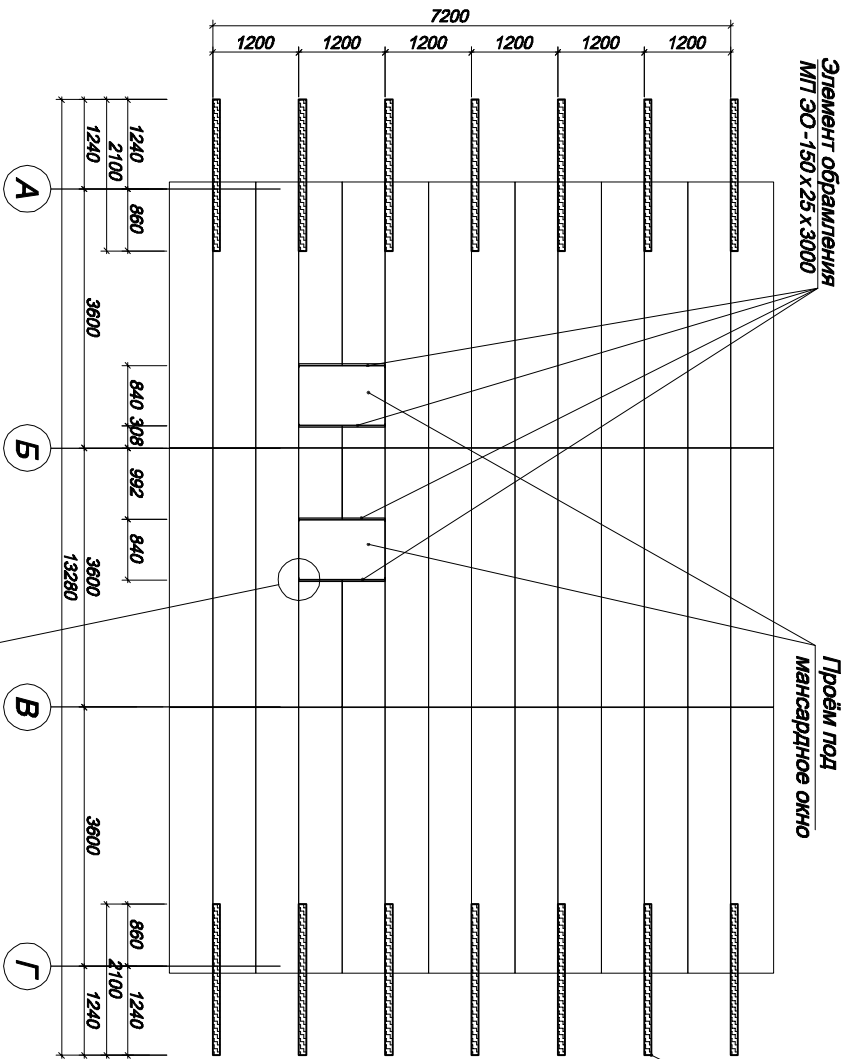 7200
1200 1200 1200 1200 1200 1200
Элемент обрамления
МП ЭО-150х25х3000
Проём под
мансардное окно
1240 860 840 308 992 840 860 1240
2100 2100
1240 3600 3600 3600 1240
13280
А Б В Г